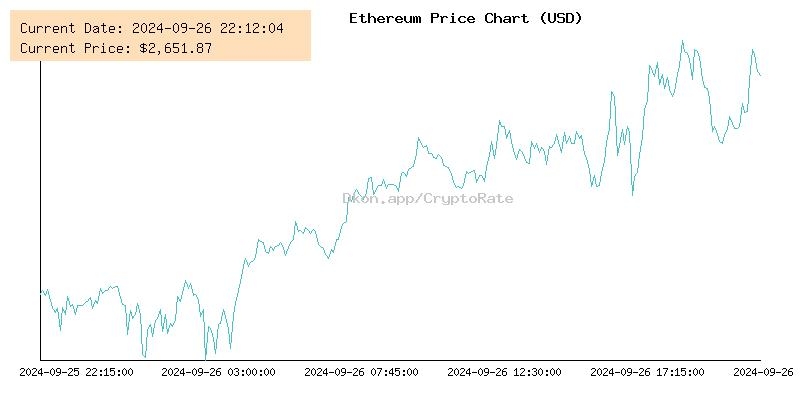 Ethereum Price Chart (USD)
Current Date: 2024-09-26 22:12:04
Current Price: $2,651.87
Dkon.app/CryptoRate
2024-09-25 22:15:00 2024-09-26 03:00:00 2024-09-26 07:45:00 2024-09-26 12:30:00 2024-09-26 17:15:00 2024-09-26